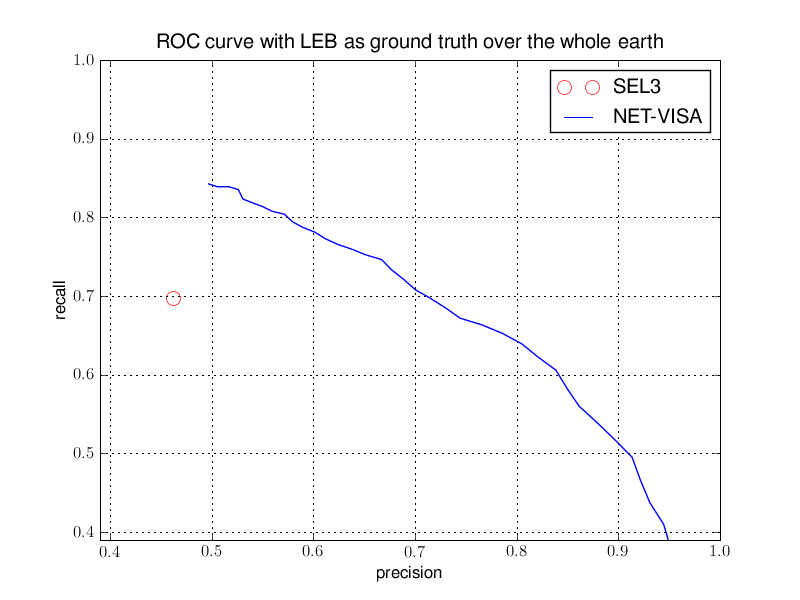 ROC curve with LEB as ground truth over the whole earth
1.0
0.9
0.8
0.7
0.6
0.5
0.4
recall
SEL3
NET-VISA
0.4 0.5 0.6 0.7 0.8 0.9 1.0
precision